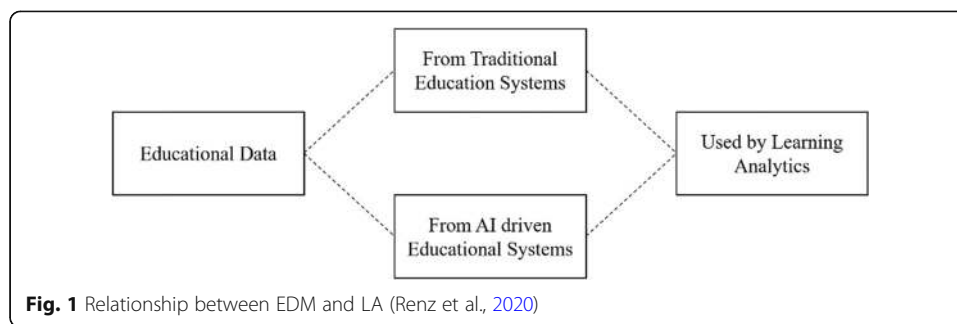 From Traditional
Education Systems
Educational Data
Used by Learning
Analytics
From AI driven
Educational Systems
Fig. 1 Relationship between EDM and LA (Renz et al., 2020)